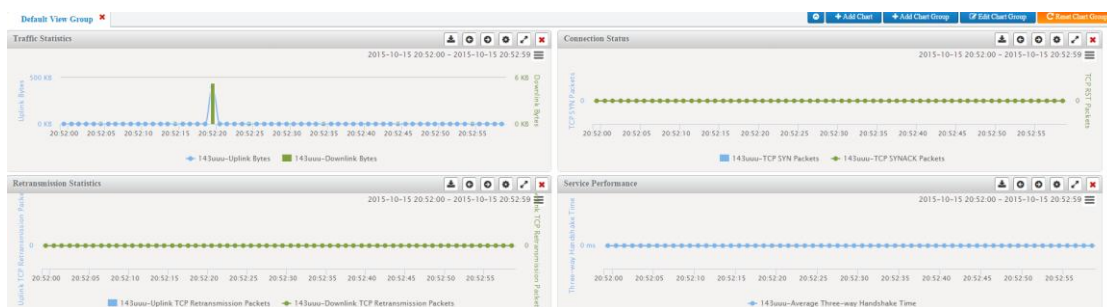 Default View Group
Add Chart
Add Chart Group
Edit Chart Group
Reset Chart Group
Traffic Statistics
2015-10-15 20:52:00 - 2015-10-15 20:52:59
500 KB
8 KB
Uplink Bytes
Downlink Bytes
0 KB
0 KB
20:52:00 20:52:05 20:52:10 20:52:15 20:52:20 20:52:25 20:52:30 20:52:35 20:52:40 20:52:45 20:52:50 20:52:55
143uuu-Uplink Bytes 143uuu-Downlink Bytes
Connection Status
2015-10-15 20:52:00 - 2015-10-15 20:52:59
TCP SYN Packets
TCP RST Packets
0
0
20:52:00 20:52:05 20:52:10 20:52:15 20:52:20 20:52:25 20:52:30 20:52:35 20:52:40 20:52:45 20:52:50 20:52:55
143uuu-TCP SYN Packets 143uuu-TCP SYNACK Packets
Retransmission Statistics
2015-10-15 20:52:00 - 2015-10-15 20:52:59
Uplink TCP Retransmission Packe
link TCP Retransmission Packet
0
0
20:52:00 20:52:05 20:52:10 20:52:15 20:52:20 20:52:25 20:52:30 20:52:35 20:52:40 20:52:45 20:52:50 20:52:55
143uuu-Uplink TCP Retransmission Packets 143uuu-Downlink TCP Retransmission Packets
Service Performance
2015-10-15 20:52:00 - 2015-10-15 20:52:59
Three-way Handshake Time
0 ms
20:52:00 20:52:05 20:52:10 20:52:15 20:52:20 20:52:25 20:52:30 20:52:35 20:52:40 20:52:45 20:52:50 20:52:55
143uuu-Average Three-way Handshake Time